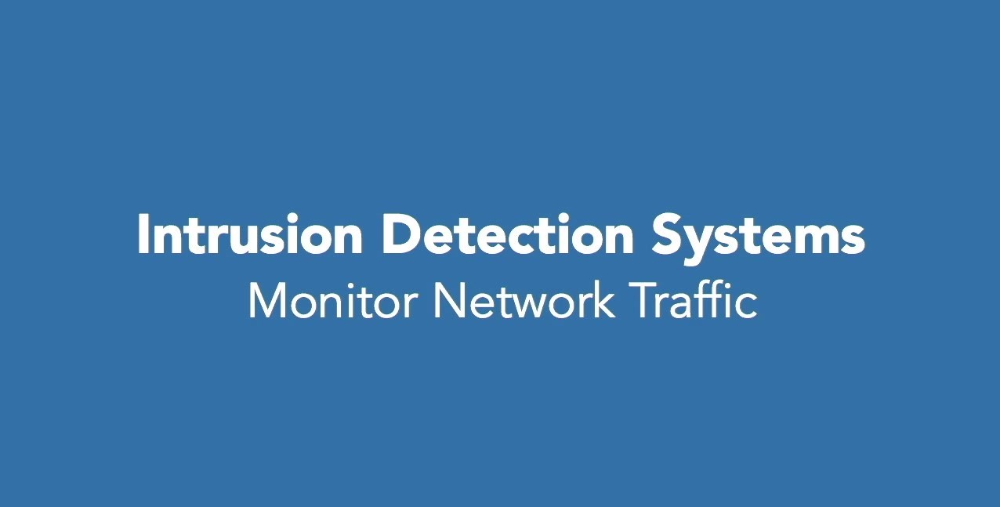 Intrusion Detection Systems
Monitor Network Traffic